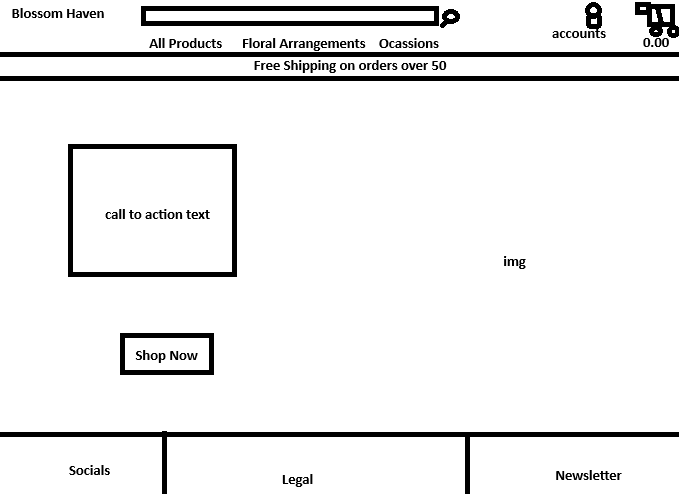 Blossom Haven
accounts
0.00
All Products Floral Arrangements Ocassions
Free Shipping on orders over 50
call to action text
img
Shop Now
Socials
Legal
Newsletter